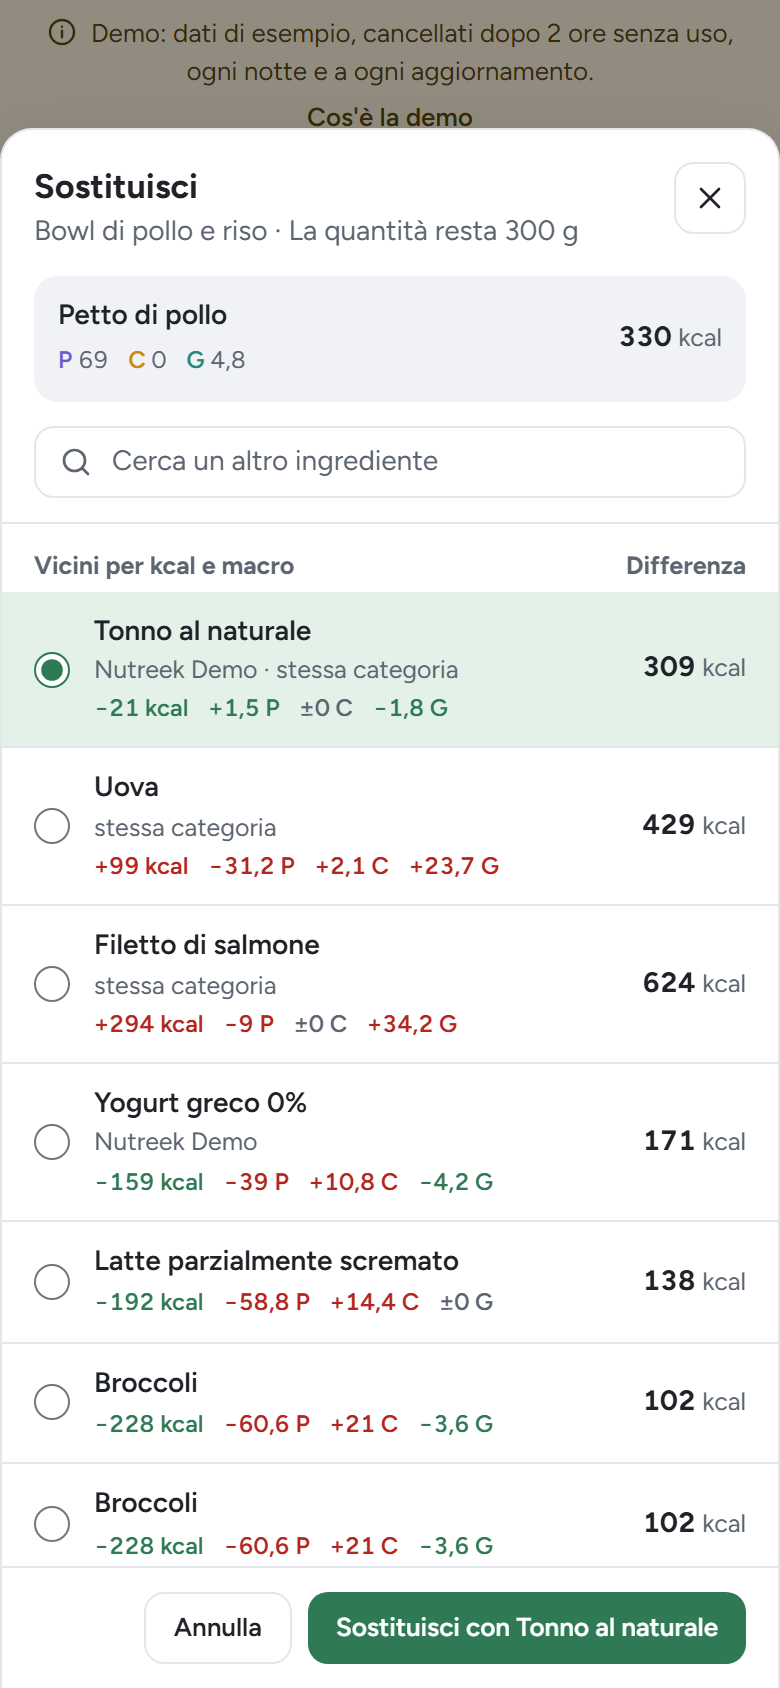 Demo: dati di esempio, cancellati dopo 2 ore senza uso,
ogni notte e a ogni aggiornamento.
Cos'è la demo
Sostituisci
Bowl di pollo e riso · La quantità resta 300 g
Petto di pollo
P 69 C 0 G 4,8
330 kcal
Cerca un altro ingrediente
Vicini per kcal e macro Differenza
Tonno al naturale
Nutreek Demo · stessa categoria
309 kcal
−21 kcal +1,5 P ±0 C −1,8 G
Uova
stessa categoria
429 kcal
+99 kcal −31,2 P +2,1 C +23,7 G
Filetto di salmone
stessa categoria
624 kcal
+294 kcal −9 P ±0 C +34,2 G
Yogurt greco 0%
Nutreek Demo
171 kcal
−159 kcal −39 P +10,8 C −4,2 G
Latte parzialmente scremato
138 kcal
−192 kcal −58,8 P +14,4 C ±0 G
Broccoli
102 kcal
−228 kcal −60,6 P +21 C −3,6 G
Broccoli
102 kcal
−228 kcal −60,6 P +21 C −3,6 G
Annulla Sostituisci con Tonno al naturale